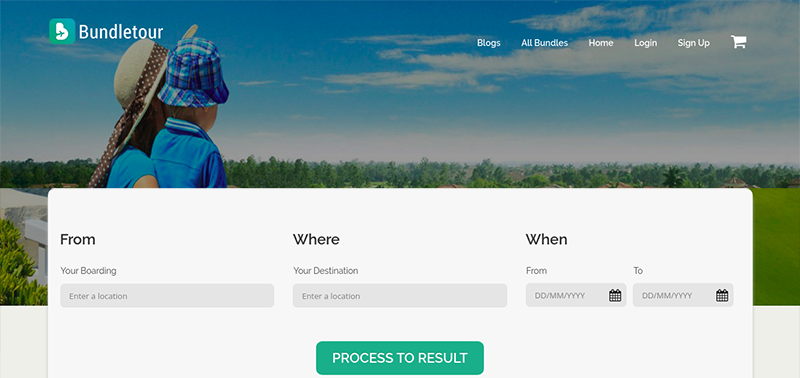 Bundletour
Blogs All Bundles Home Login Sign Up
From Where When
Your Boarding Your Destination From To
Enter a location Enter a location DD/MM/YYYY DD/MM/YYYY
PROCESS TO RESULT